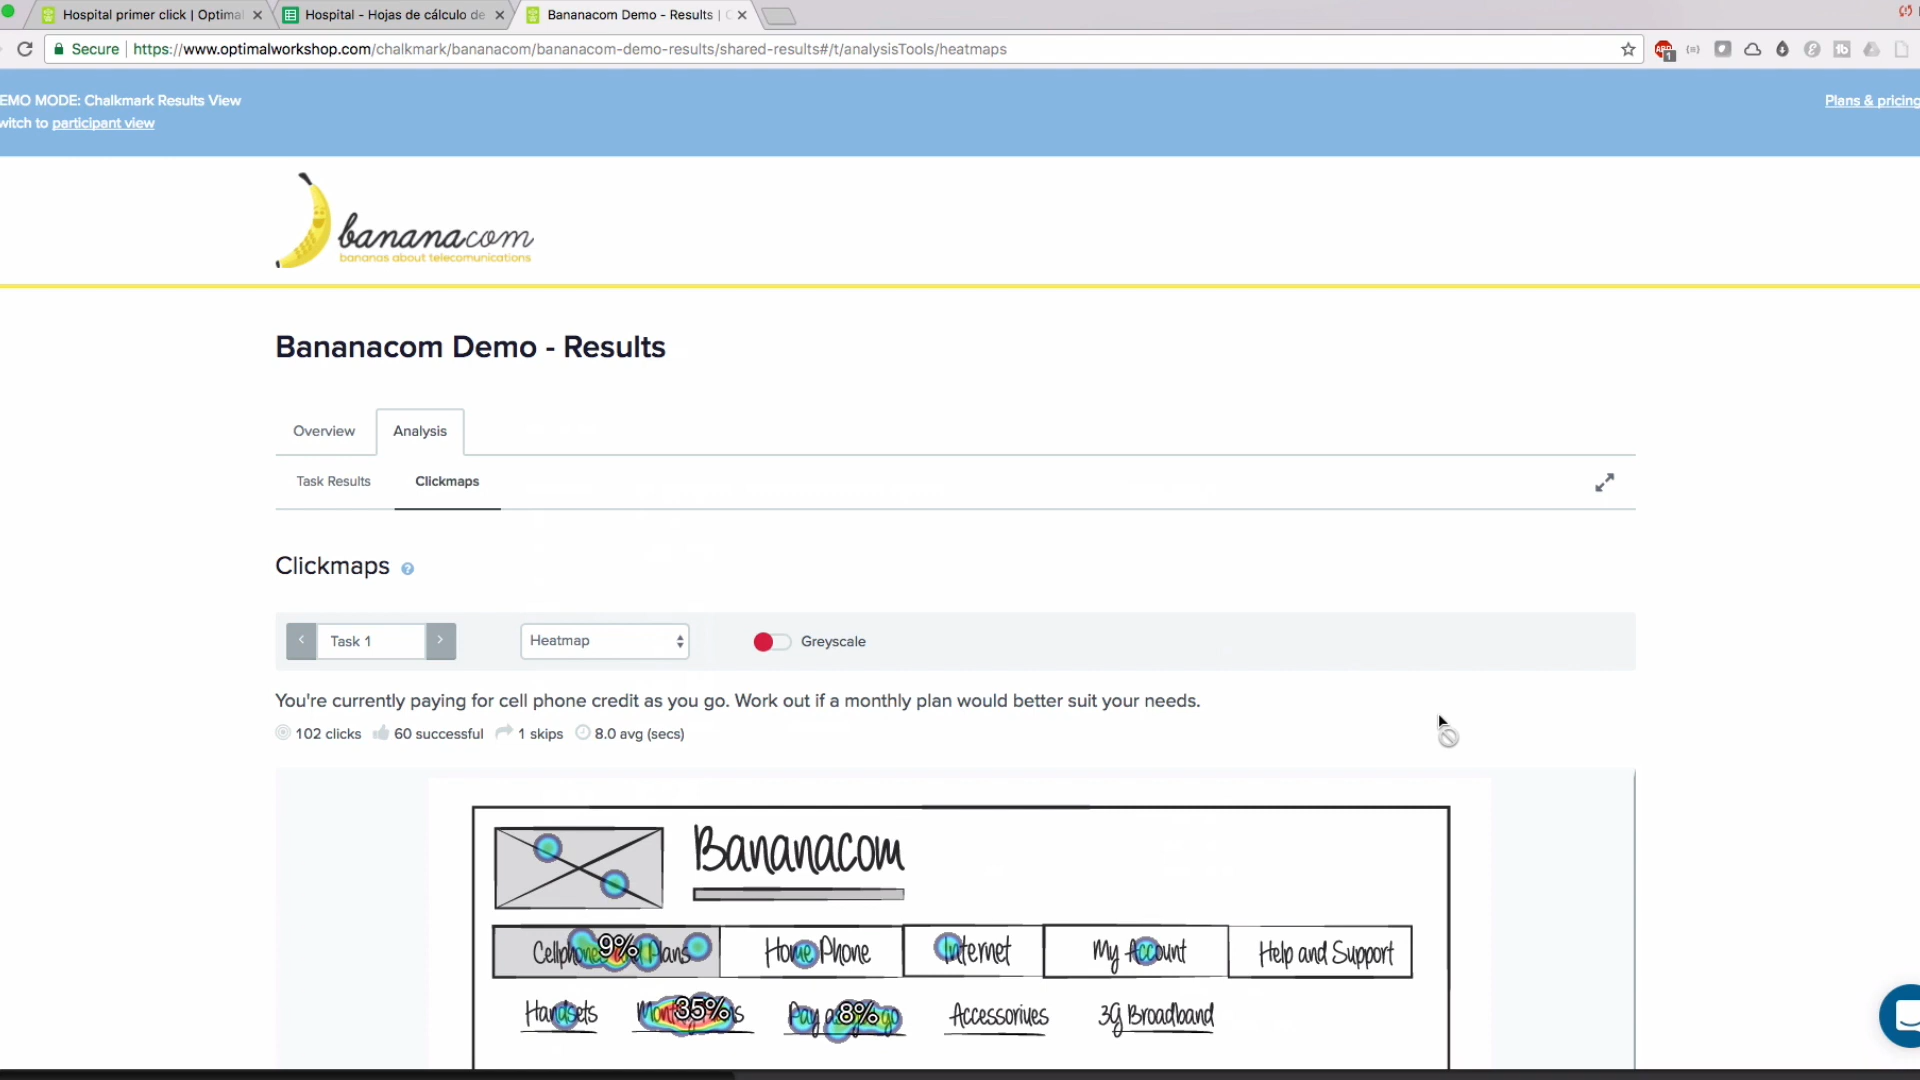 Hospital primer click | Optimal
Hospital - Hojas de cálculo de
Bananacom Demo - Results |
Secure
https://www.optimalworkshop.com/chalkmark/bananacom/bananacom-demo-results/shared-results#/t/analysisTools/heatmaps
1
EMO MODE: Chalkmark Results View
Plans & pricing
witch to participant view
bananacom
bananas about telecomunications
Bananacom Demo - Results
Overview
Analysis
Task Results
Clickmaps
Clickmaps ?
Task 1
Heatmap
Greyscale
You're currently paying for cell phone credit as you go. Work out if a monthly plan would better suit your needs.
102 clicks 60 successful 1 skips 8.0 avg (secs)
Bananacom
9% Plans
Home Phone
Internet
My Account
Help and Support
Handsets
35%
Pay 8% go
Accessoriues
3G Broadband